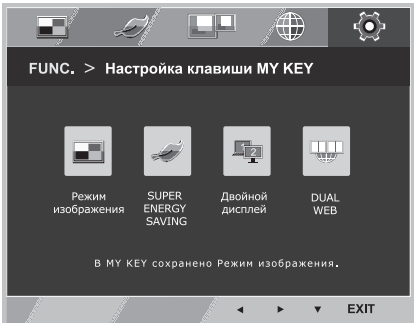 FUNC. > Настройка клавиши MY KEY
Режим
изображения
SUPER
ENERGY
SAVING
Двойной
дисплей
DUAL
WEB
В MY KEY сохранено Режим изображения.
EXIT